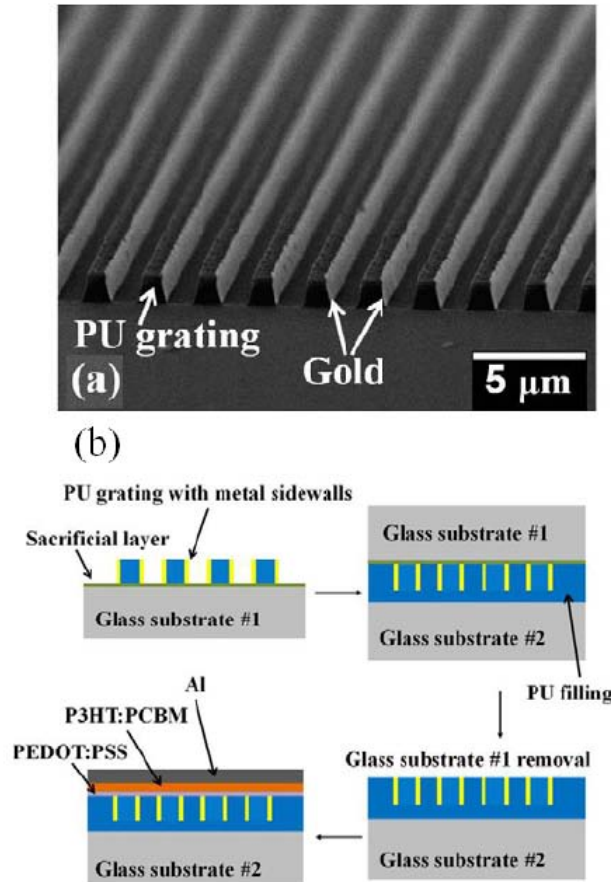 PU grating
(a)
Gold
5 µm
(b)
PU grating with metal sidewalls
Sacrificial layer
Glass substrate #1
Glass substrate #1
Glass substrate #2
PU filling
Glass substrate #1 removal
Glass substrate #2
Al
P3HT:PCBM
PEDOT:PSS
Glass substrate #2